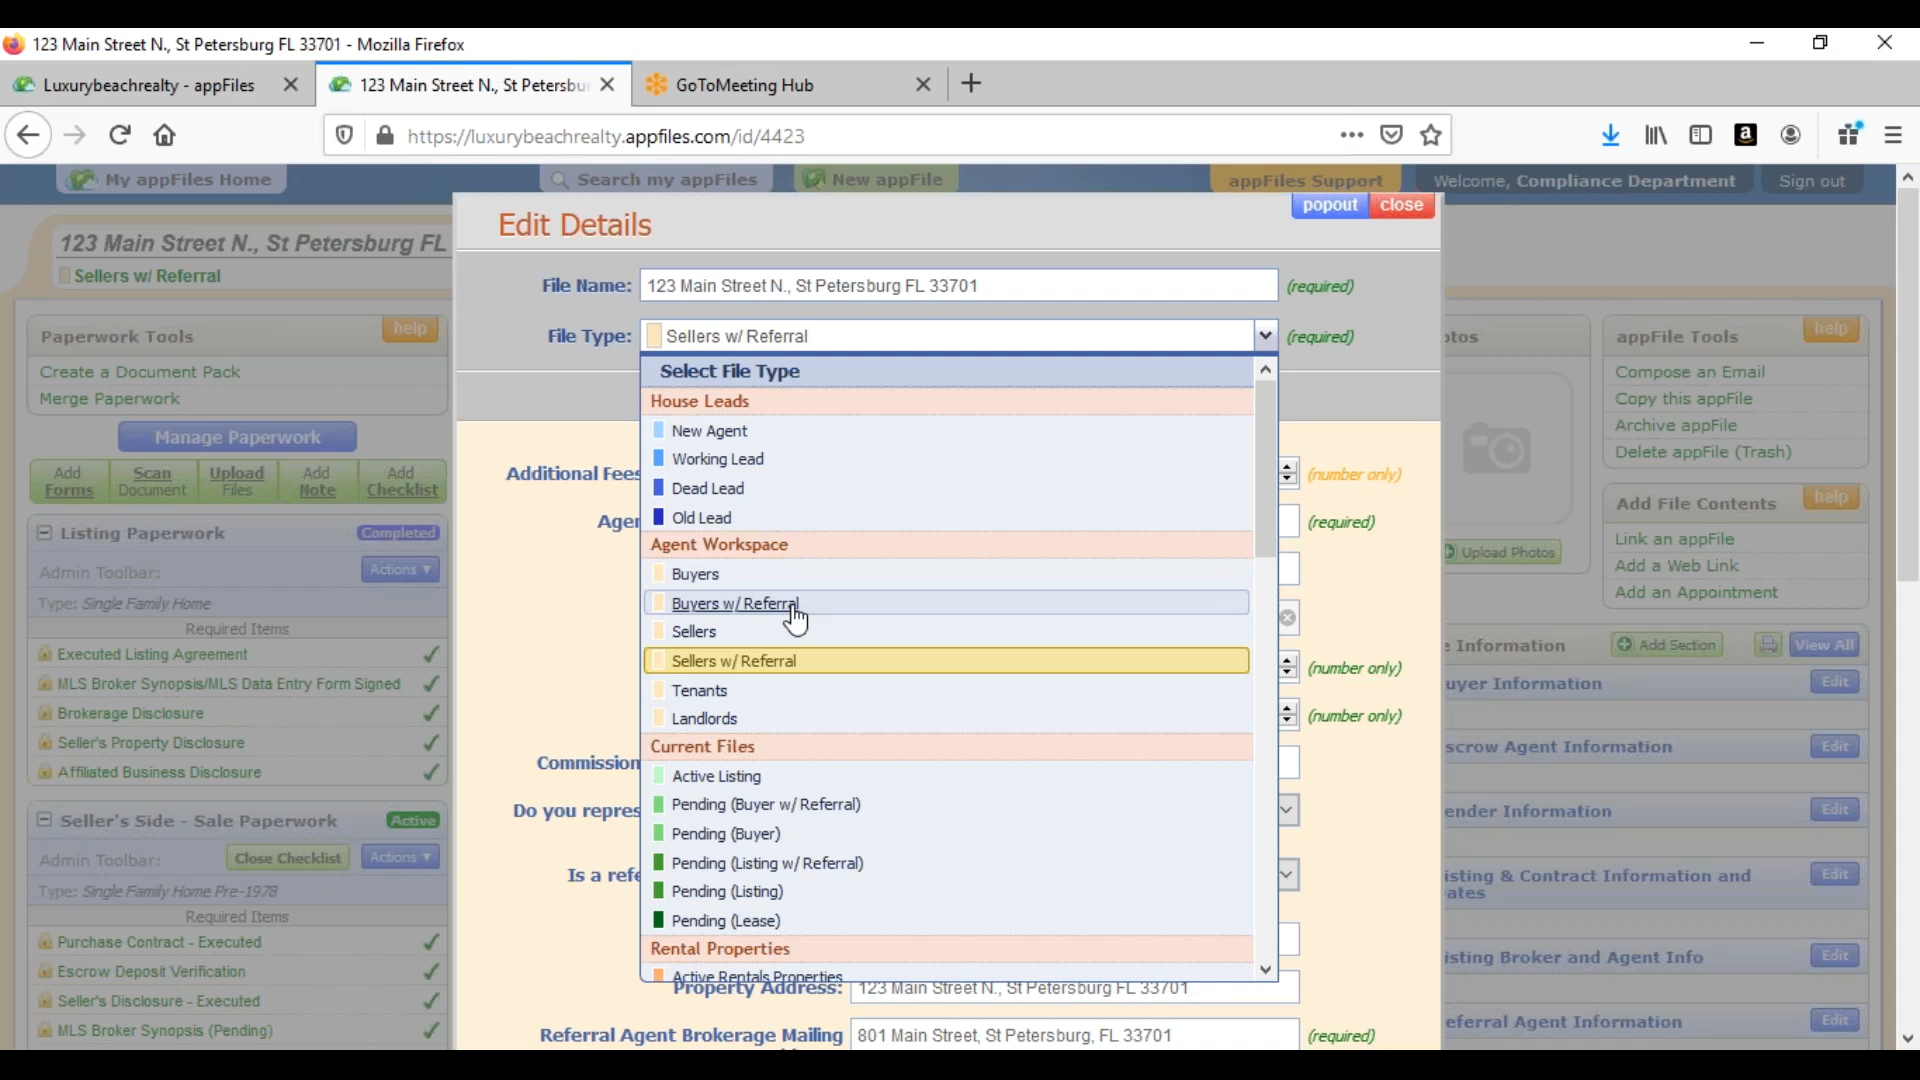 123 Main Street N., St Petersburg FL 33701 - Mozilla Firefox
Luxurybeachrealty - appFiles
123 Main Street N., St Petersbur
GoToMeeting Hub
https://luxurybeachrealty.appfiles.com/id/4423
My appFiles Home
Search my appFiles
New appFile
appFiles Support
Welcome, Compliance Department
Sign out
popout
close
Edit Details
123 Main Street N., St Petersburg FL
Sellers w/ Referral
File Name:
123 Main Street N., St Petersburg FL 33701
(required)
File Type:
Sellers w/ Referral
(required)
Paperwork Tools
help
Create a Document Pack
Merge Paperwork
Manage Paperwork
Add Forms
Scan Document
Upload Files
Add Note
Add Checklist
Listing Paperwork
Completed
Admin Toolbar:
Actions
Type: Single Family Home
Required Items
Executed Listing Agreement
MLS Broker Synopsis/MLS Data Entry Form Signed
Brokerage Disclosure
Seller's Property Disclosure
Affiliated Business Disclosure
Seller's Side - Sale Paperwork
Active
Admin Toolbar:
Close Checklist
Actions
Type: Single Family Home Pre-1978
Required Items
Purchase Contract - Executed
Escrow Deposit Verification
Seller's Disclosure - Executed
MLS Broker Synopsis (Pending)
Select File Type
House Leads
New Agent
Working Lead
Dead Lead
Old Lead
Agent Workspace
Buyers
Buyers w/ Referral
Sellers
Sellers w/ Referral
Tenants
Landlords
Current Files
Active Listing
Pending (Buyer w/ Referral)
Pending (Buyer)
Pending (Listing w/ Referral)
Pending (Listing)
Pending (Lease)
Rental Properties
Active Rentals Properties
Additional Fees
(number only)
Agen
(required)
(number only)
(number only)
Commission
Do you repres
Is a refe
Property Address:
123 Main Street N., St Petersburg FL 33701
Referral Agent Brokerage Mailing
801 Main Street, St Petersburg, FL 33701
(required)
otos
Upload Photos
appFile Tools
help
Compose an Email
Copy this appFile
Archive appFile
Delete appFile (Trash)
Add File Contents
help
Link an appFile
Add a Web Link
Add an Appointment
e Information
Add Section
View All
uyer Information
Edit
scrow Agent Information
Edit
ender Information
Edit
isting & Contract Information and
ates
Edit
isting Broker and Agent Info
Edit
eferral Agent Information
Edit